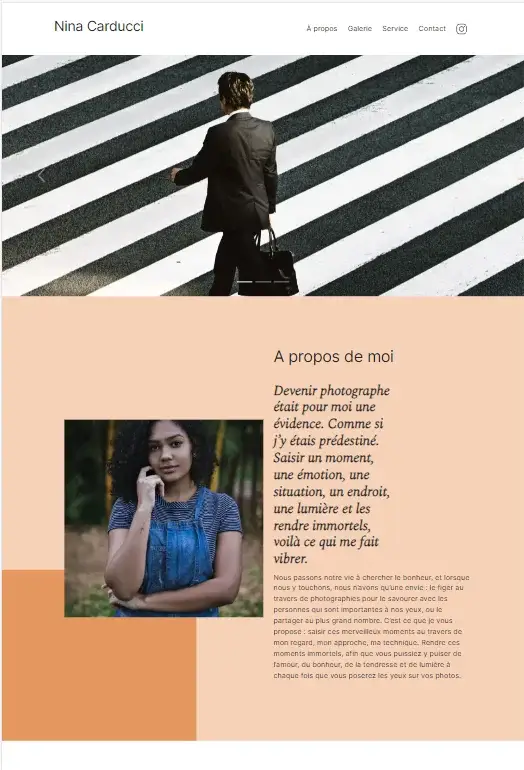 Nina Carducci
À propos Galerie Service Contact
A propos de moi
Devenir photographe
était pour moi une
évidence. Comme si
j'y étais prédestiné.
Saisir un moment,
une émotion, une
situation, un endroit,
une lumière et les
rendre immortels,
voilà ce qui me fait
vibrer.
Nous passons notre vie à chercher le bonheur, et lorsque
nous y touchons, nous n'avons qu'une envie : le figer au
travers de photographies pour le savourer avec les
personnes qui sont importantes à nos yeux, ou le
partager au plus grand nombre. C'est ce que je vous
propose : saisir ces merveilleux moments au travers de
mon regard, mon approche, ma technique. Rendre ces
moments immortels, afin que vous puissiez y puiser de
l'amour, du bonheur, de la tendresse et de lumière à
chaque fois que vous poserez les yeux sur vos photos.